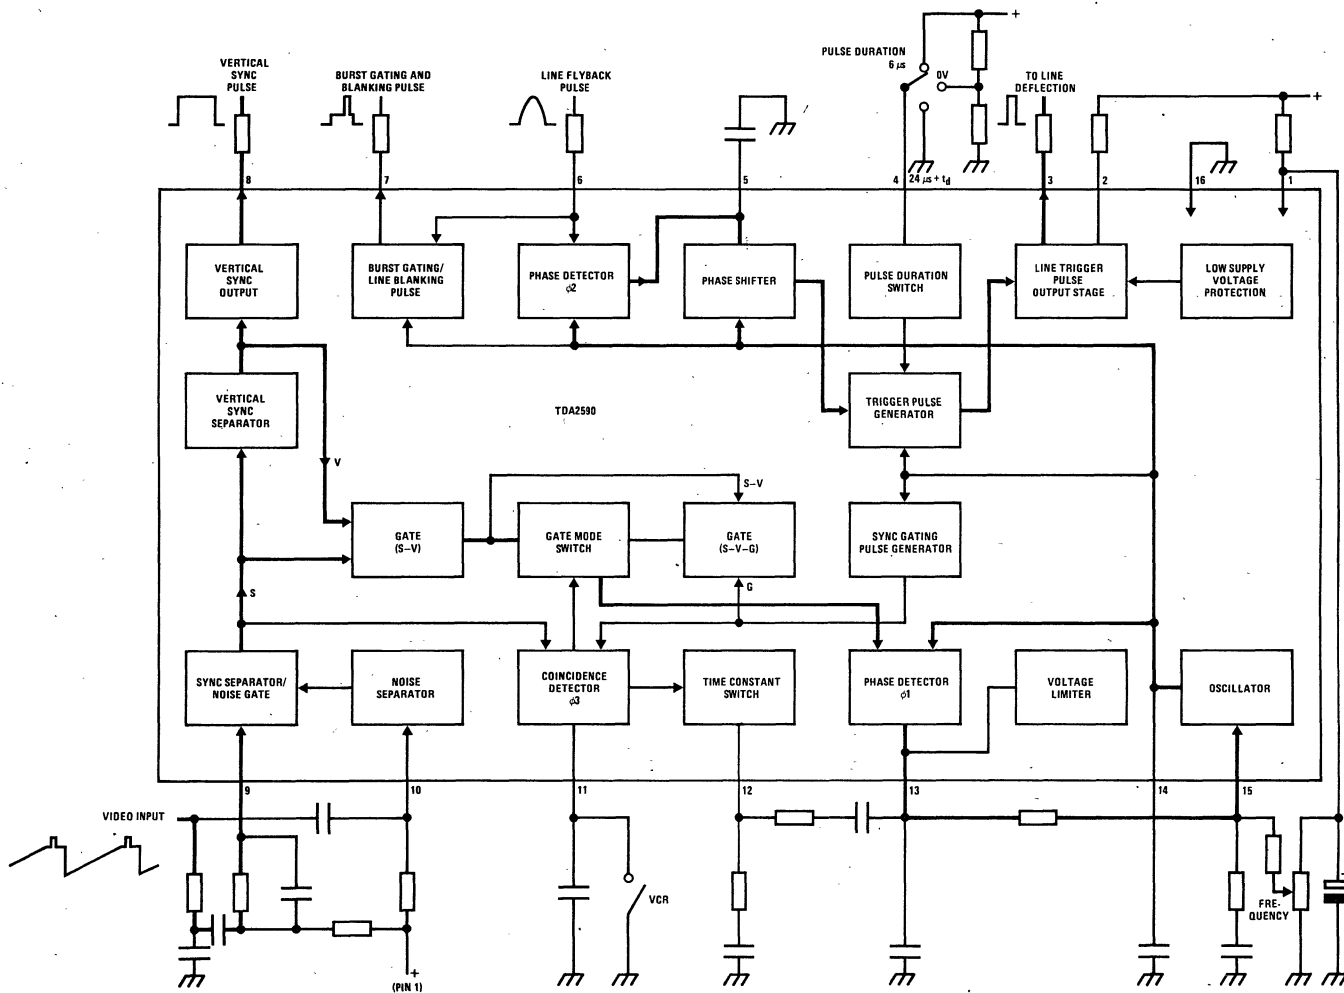 +
PULSE DURATION
6 µs
0V
VERTICAL
SYNC
PULSE
BURST GATING AND
BLANKING PULSE
LINE FLYBACK
PULSE
TO LINE
DEFLECTION
+
8
7
6
5
4
24 µs + td
3
2
16
1
VERTICAL
SYNC
OUTPUT
BURST GATING/
LINE BLANKING
PULSE
PHASE DETECTOR
φ2
PHASE SHIFTER
PULSE DURATION
SWITCH
LINE TRIGGER
PULSE
OUTPUT STAGE
LOW SUPPLY
VOLTAGE
PROTECTION
VERTICAL
SYNC
SEPARATOR
TDA2590
TRIGGER PULSE
GENERATOR
V
S–V
GATE
(S–V)
GATE MODE
SWITCH
GATE
(S–V–G)
SYNC GATING
PULSE GENERATOR
S
G
SYNC SEPARATOR/
NOISE GATE
NOISE
SEPARATOR
COINCIDENCE
DETECTOR
φ3
TIME CONSTANT
SWITCH
PHASE DETECTOR
φ1
VOLTAGE
LIMITER
OSCILLATOR
9
10
11
12
13
14
15
VIDEO INPUT
VCR
FRE-
QUENCY
+
(PIN 1)